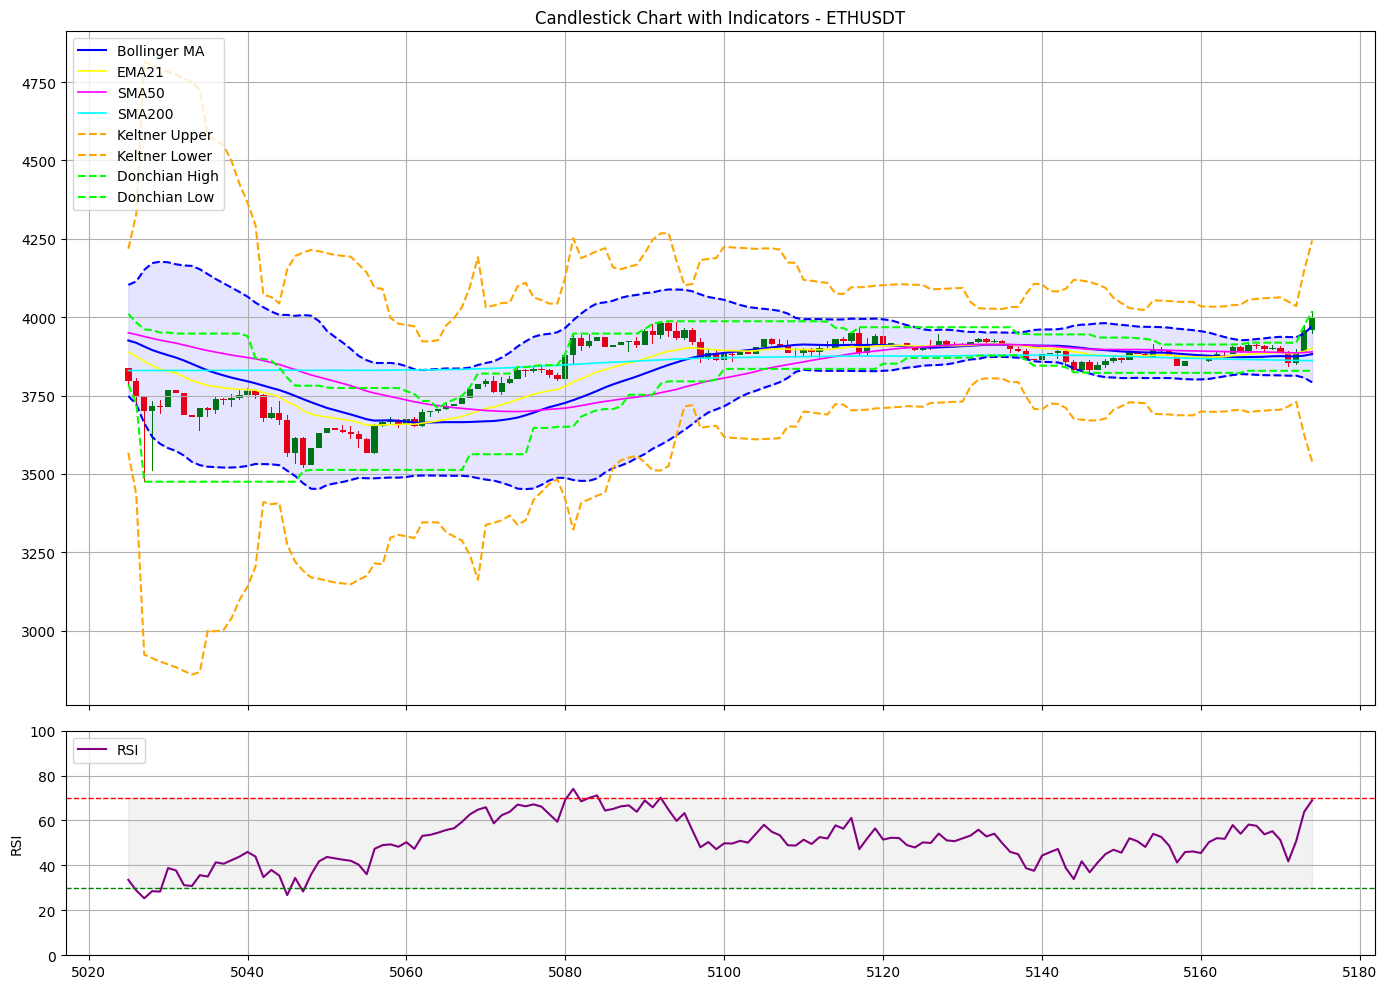 Candlestick Chart with Indicators - ETHUSDT
Bollinger MA
EMA21
SMA50
SMA200
Keltner Upper
Keltner Lower
Donchian High
Donchian Low
4750
4500
4250
4000
3750
3500
3250
3000
RSI
100
80
60
40
20
0
RSI
5020 5040 5060 5080 5100 5120 5140 5160 5180